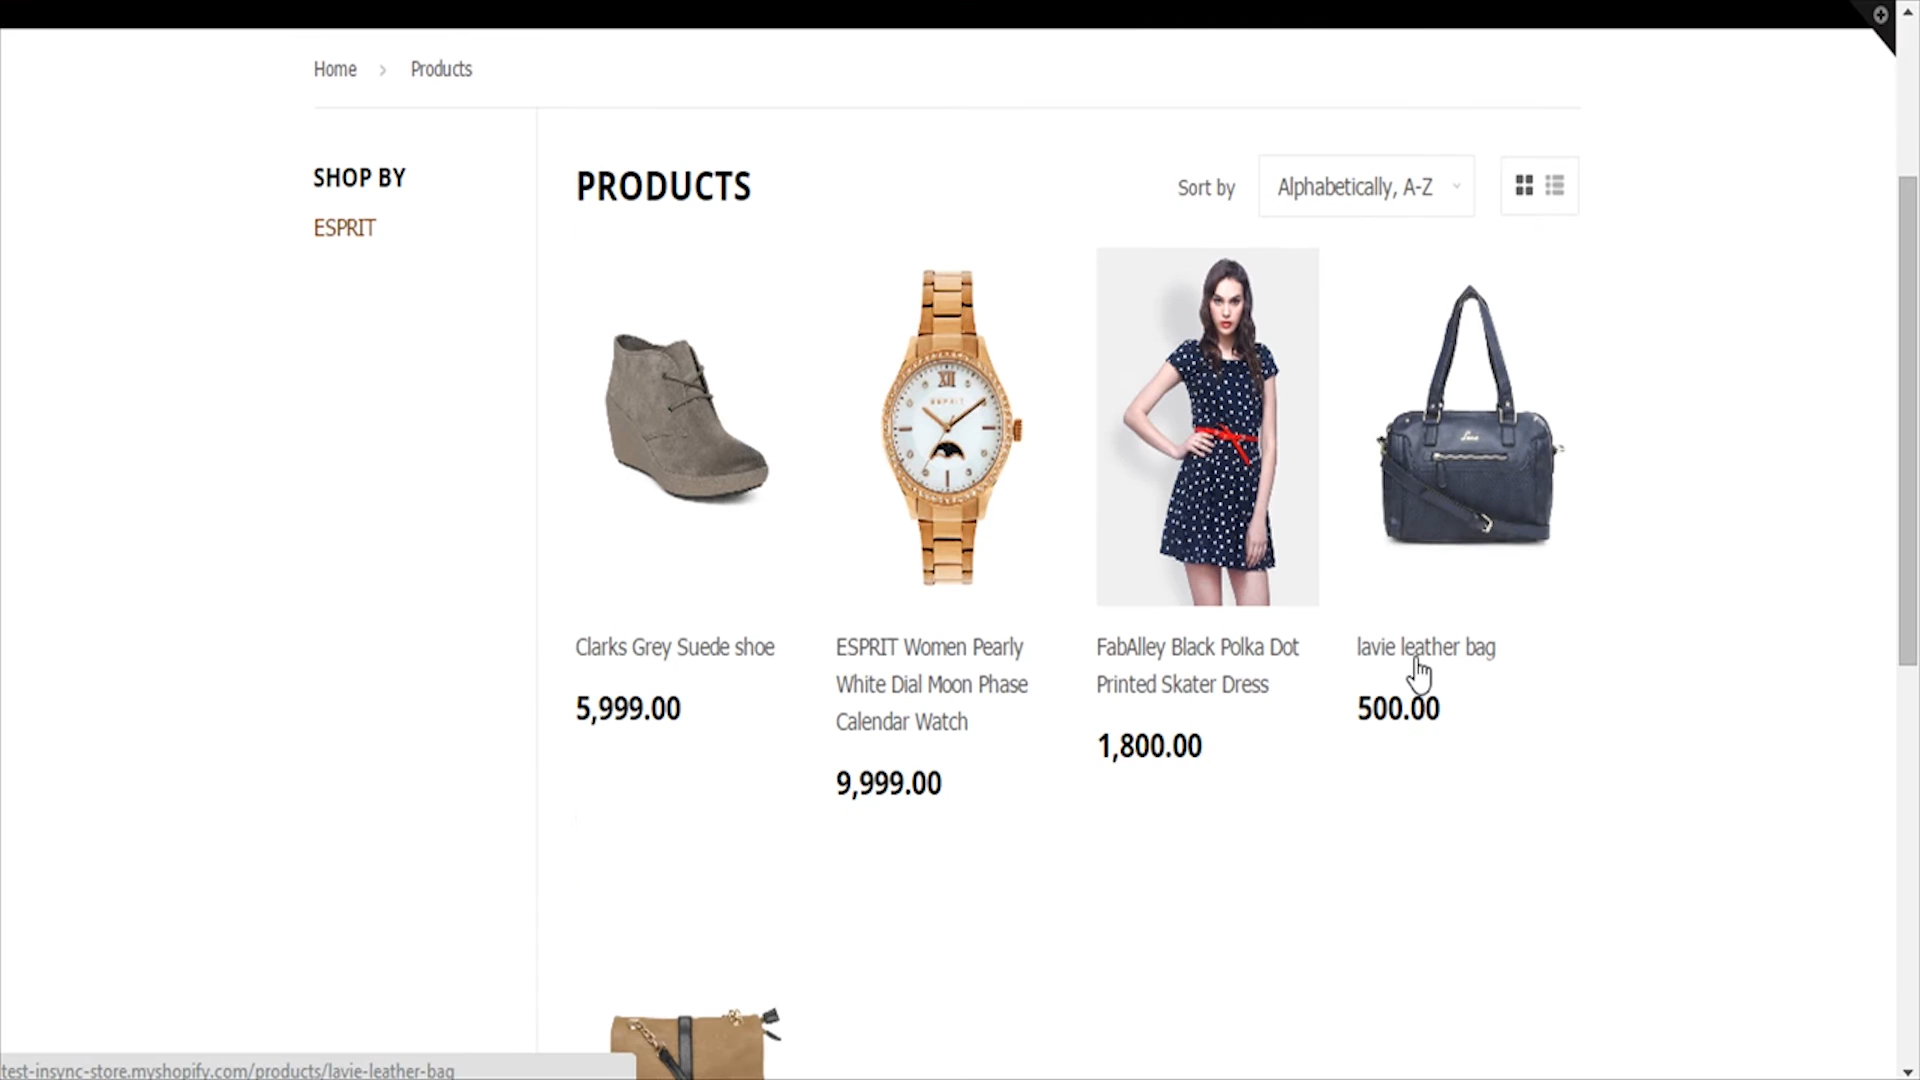 Home > Products
SHOP BY
ESPRIT
PRODUCTS
Sort by
Alphabetically, A-Z
XII
ESPRIT
Clarks Grey Suede shoe
5,999.00
ESPRIT Women Pearly
White Dial Moon Phase
Calendar Watch
9,999.00
FabAlley Black Polka Dot
Printed Skater Dress
1,800.00
lavie leather bag
500.00
test-insync-store.myshopify.com/products/lavie-leather-bag